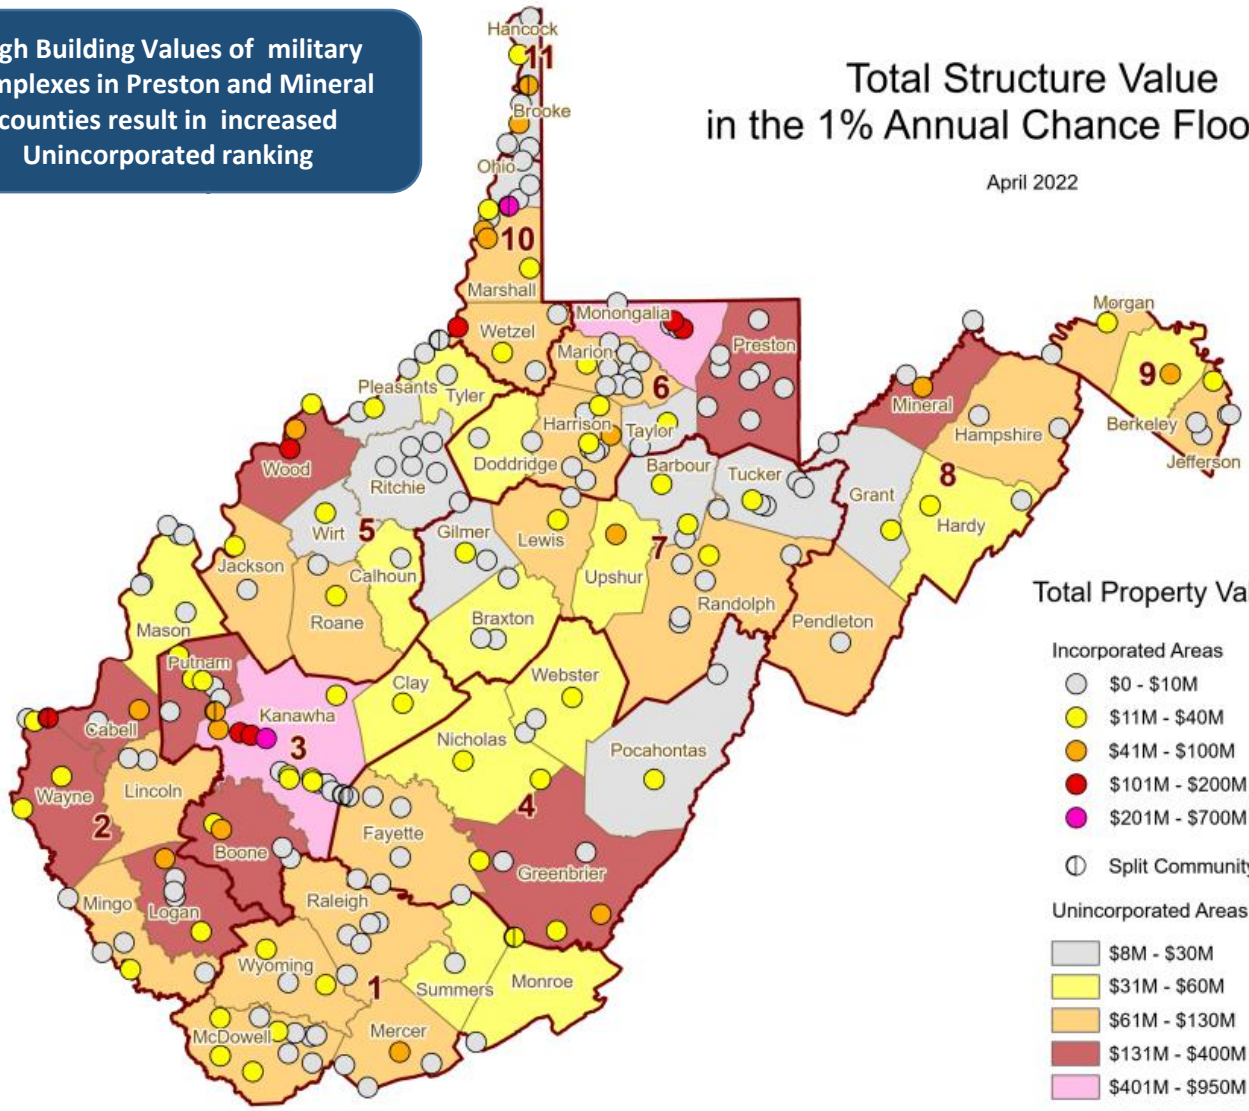 gh Building Values of military
mplexes in Preston and Mineral
counties result in increased
Unincorporated ranking
Total Structure Value
in the 1% Annual Chance Floo
April 2022
Hancock
11
Brooke
Ohio
10
Marshall
Wetzel
Monongalia
Marion
Preston
6
Morgan
9
Berkeley
Jefferson
Mineral
Hampshire
Pleasants
Tyler
Harrison
Taylor
Wood
Doddridge
Barbour
Tucker
Ritchie
Grant
8
Hardy
Wirt
5
Gilmer
Lewis
7
Jackson
Calhoun
Upshur
Roane
Braxton
Randolph
Pendleton
Mason
Putnam
Clay
Webster
Cabell
Kanawha
3
Nicholas
Pocahontas
Wayne
Lincoln
2
4
Fayette
Boone
Greenbrier
Mingo
Logan
Raleigh
Wyoming
1
Summers
Monroe
McDowell
Mercer
Total Property Va
Incorporated Areas
$0 - $10M
$11M - $40M
$41M - $100M
$101M - $200M
$201M - $700M
Split Community
Unincorporated Areas
$8M - $30M
$31M - $60M
$61M - $130M
$131M - $400M
$401M - $950M